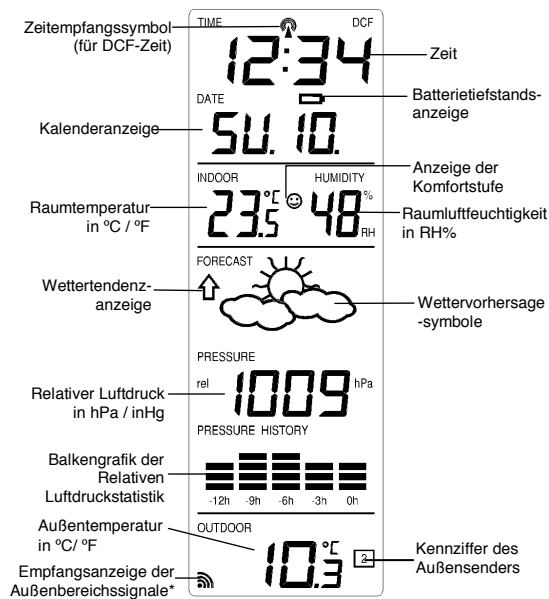 Zeitempfangssymbol
(für DCF-Zeit)
TIME
DCF
12:34
Zeit
Batterietiefstands-
anzeige
DATE
Kalenderanzeige
SU. 10.
Anzeige der
Komfortstufe
INDOOR
HUMIDITY
Raumtemperatur
in ºC / ºF
23.5 °C
48 %
RH
Raumluftfeuchtigkeit
in RH%
FORECAST
Wettertendenz-
anzeige
Wettervorhersage
-symbole
PRESSURE
Relativer Luftdruck
in hPa / inHg
rel
1009
hPa
PRESSURE HISTORY
Balkengrafik der
Relativen
Luftdruckstatistik
-12h -9h -6h -3h 0h
Außentemperatur
in ºC/ ºF
OUTDOOR
10.3 °C
2
Kennziffer des
Außensenders
Empfangsanzeige der
Außenbereichssignale*